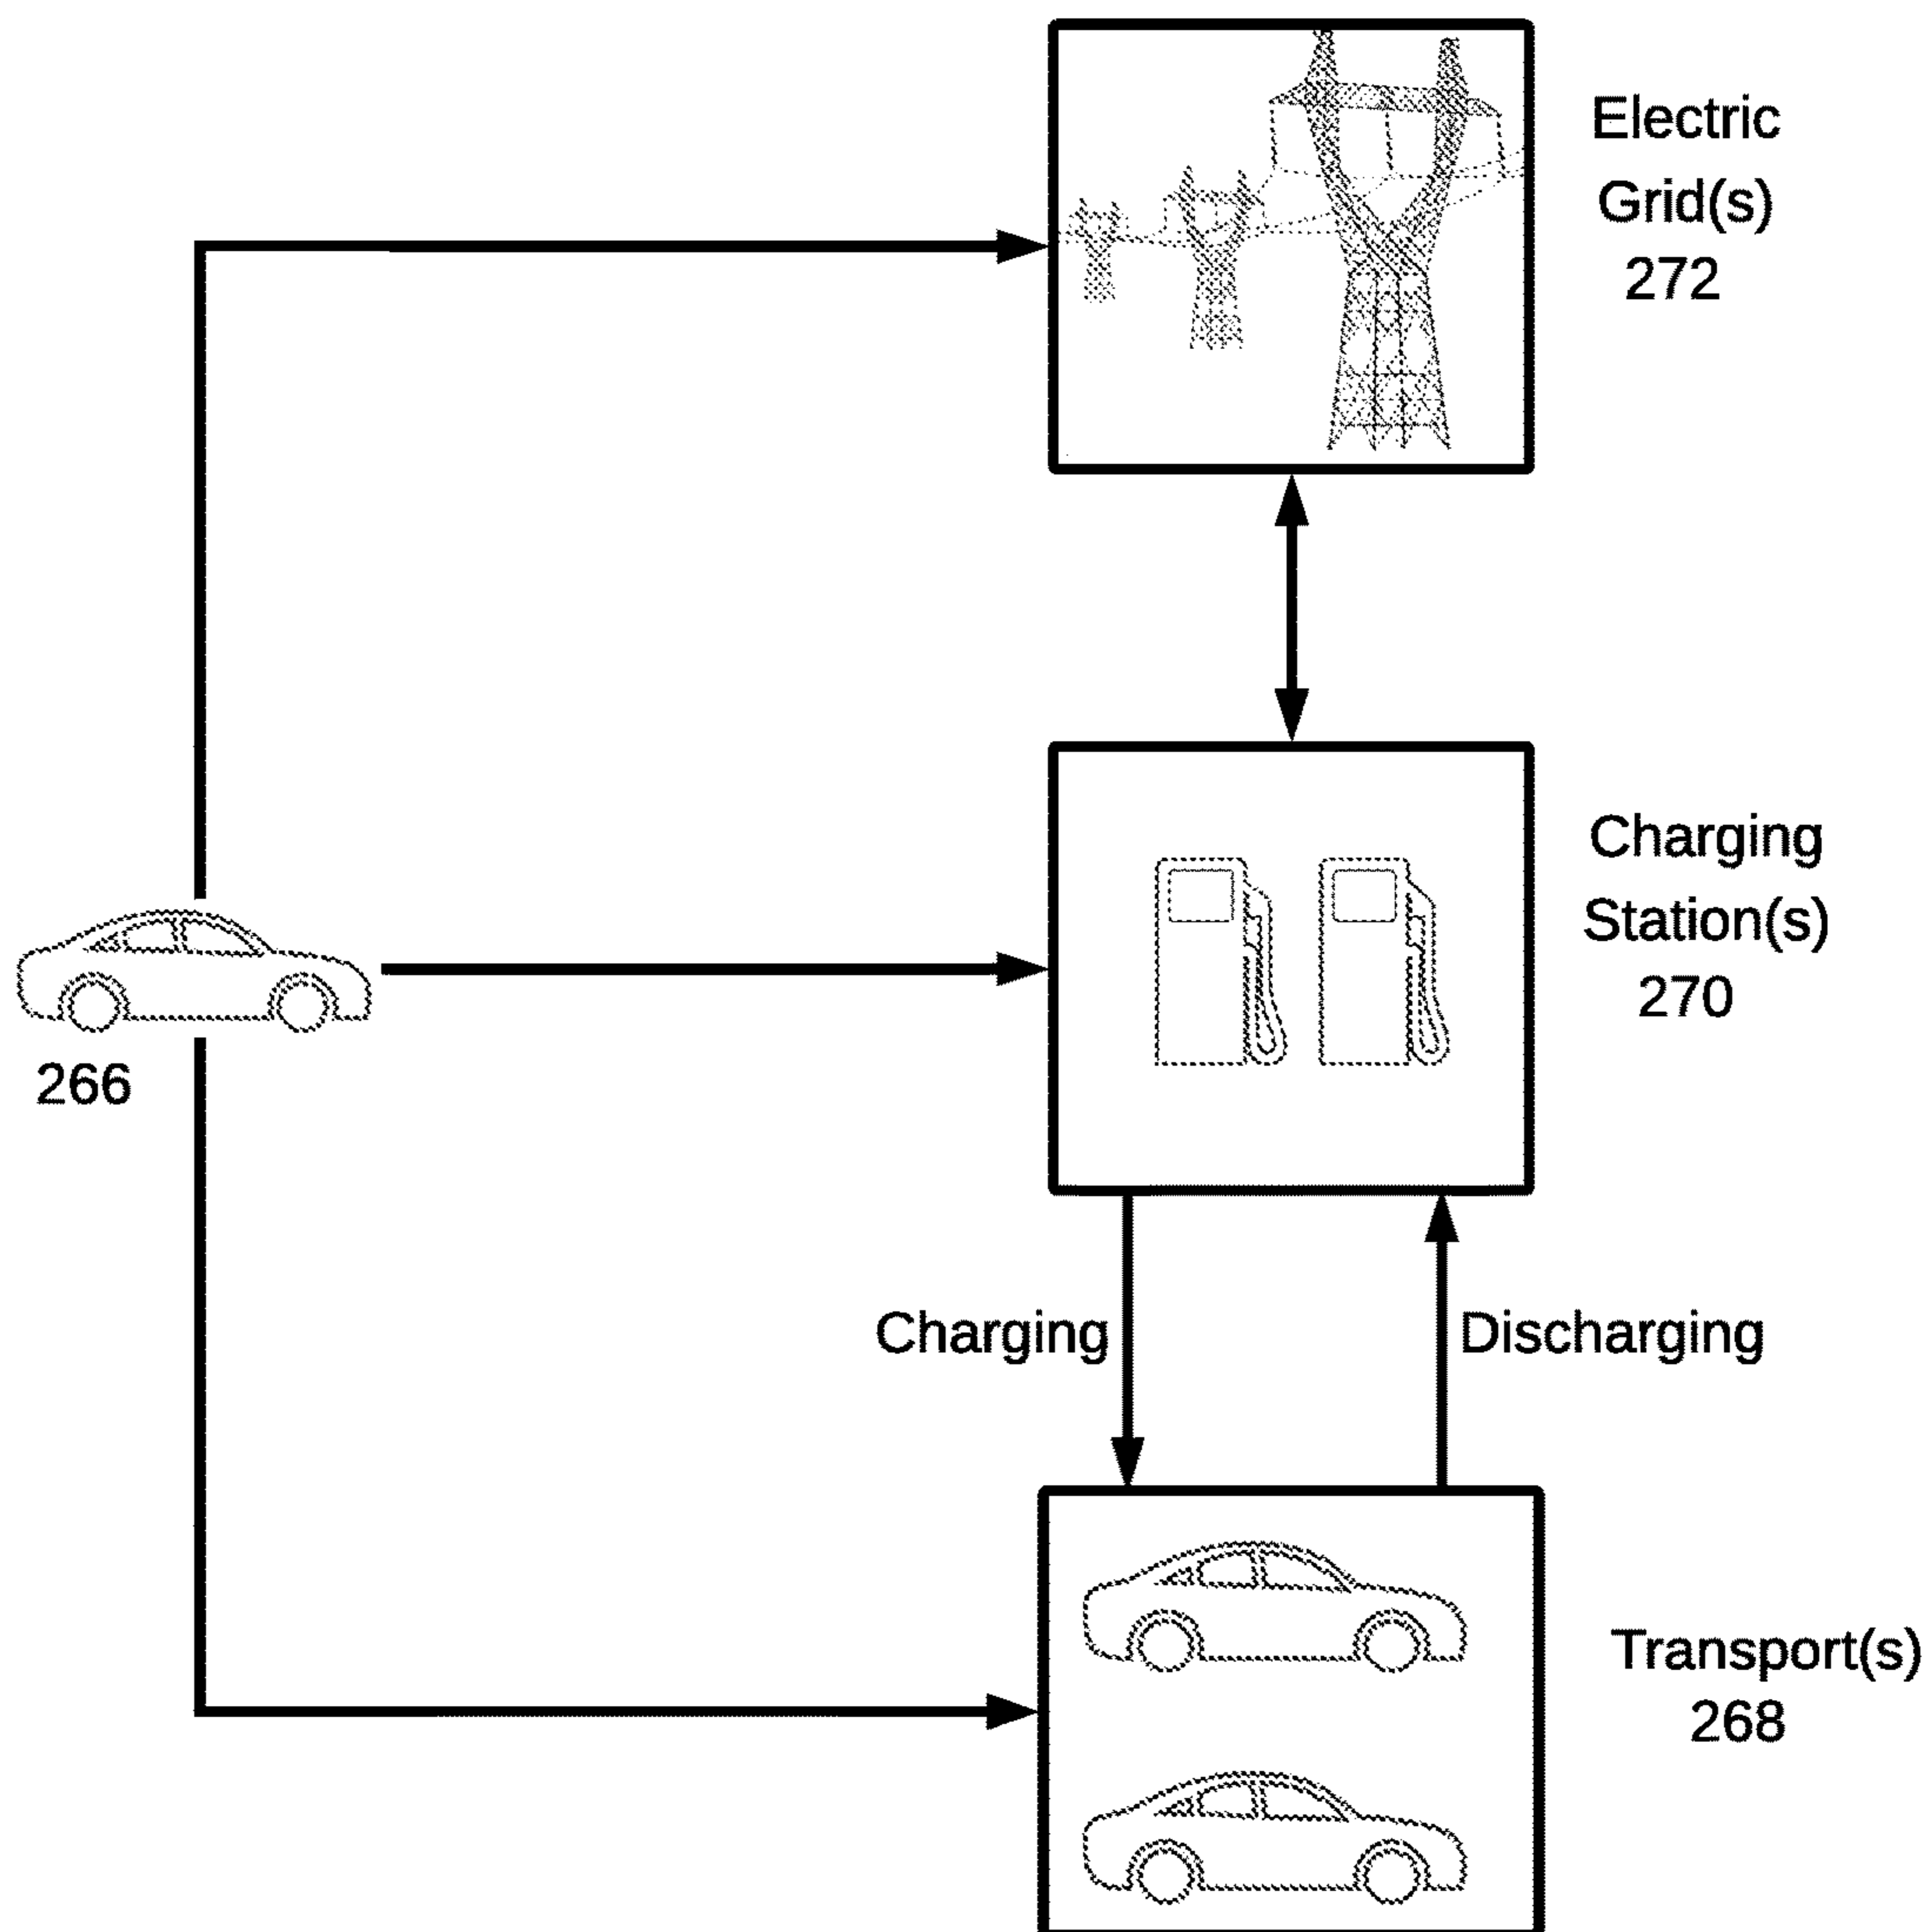 Electric
Grid(s)
272
Charging
Station(s)
270
266
Charging
Discharging
Transport(s)
268